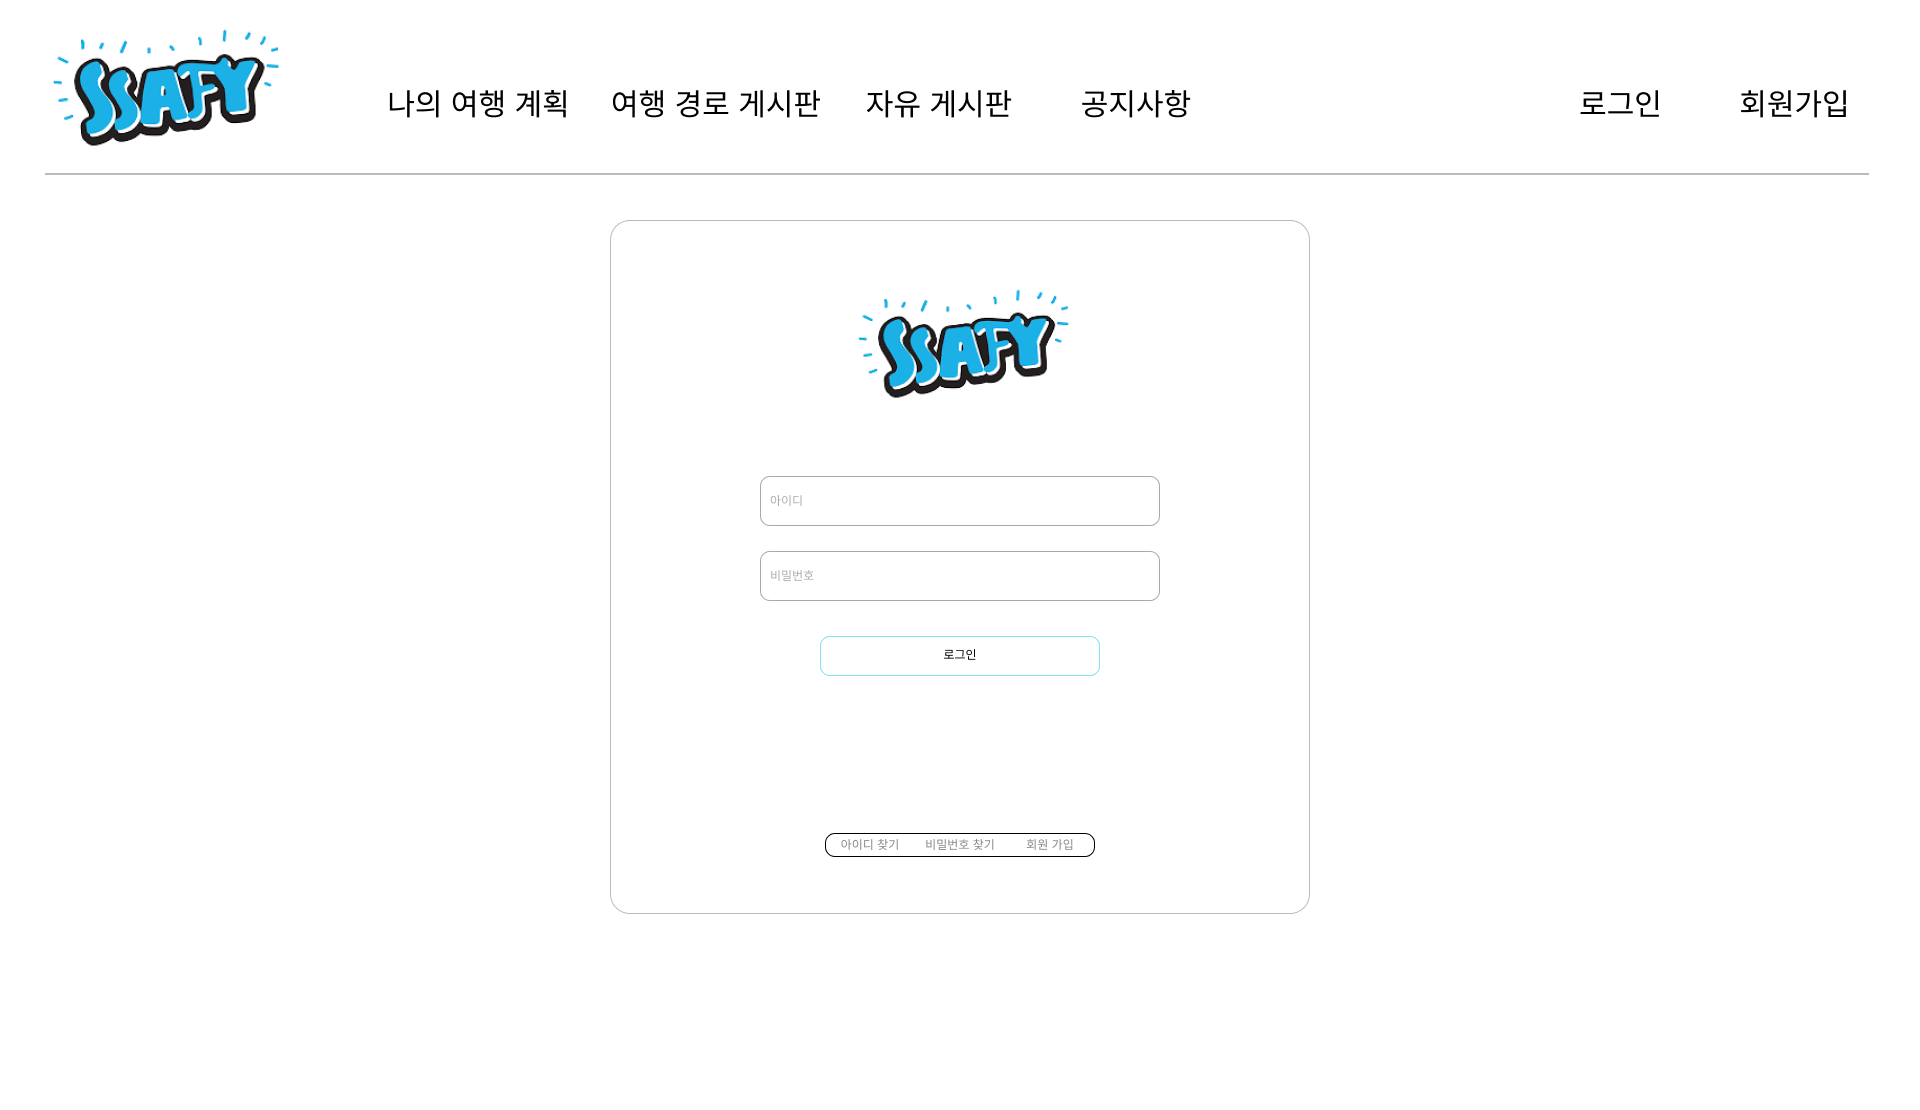 SSAFY
나의 여행 계획 여행 경로 게시판 자유 게시판 공지사항 로그인 회원가입
SSAFY
아이디
비밀번호
로그인
아이디 찾기 비밀번호 찾기 회원 가입